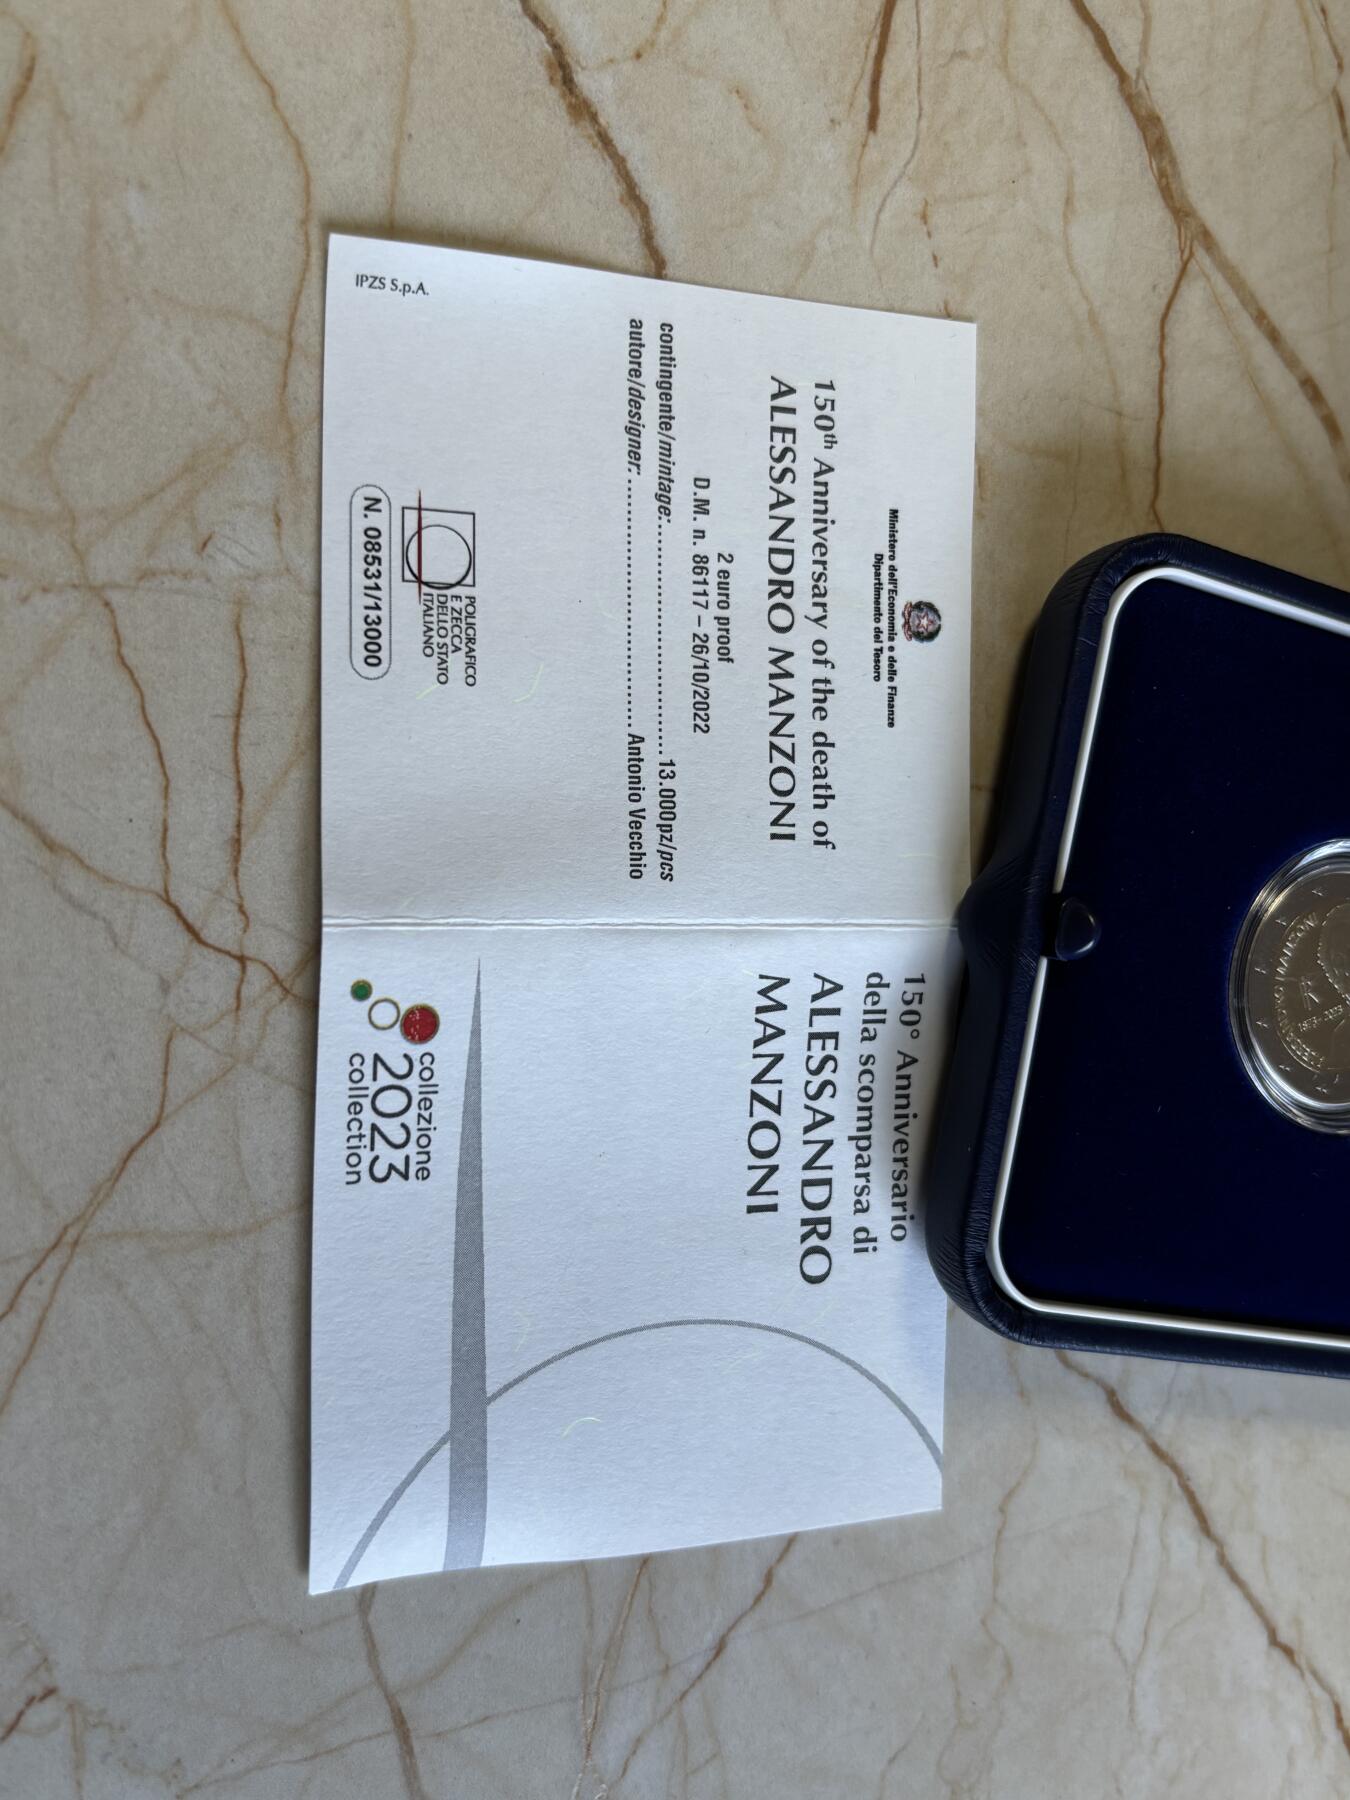 Ministero dell'Economia e delle Finanze
Dipartimento del Tesoro
150th Anniversary of the death of
ALESSANDRO MANZONI
2 euro proof
D.M. n. 86117 – 26/10/2022
contingente/mintage:................................. 13.000pz/pcs
autore/designer:................................... Antonio Vecchio
POLIGRAFICO
E ZECCA
DELLO STATO
ITALIANO
N. 08531/13000
IPZS S.p.A.
150° Anniversario
della scomparsa di
ALESSANDRO
MANZONI
collezione
2023
collection